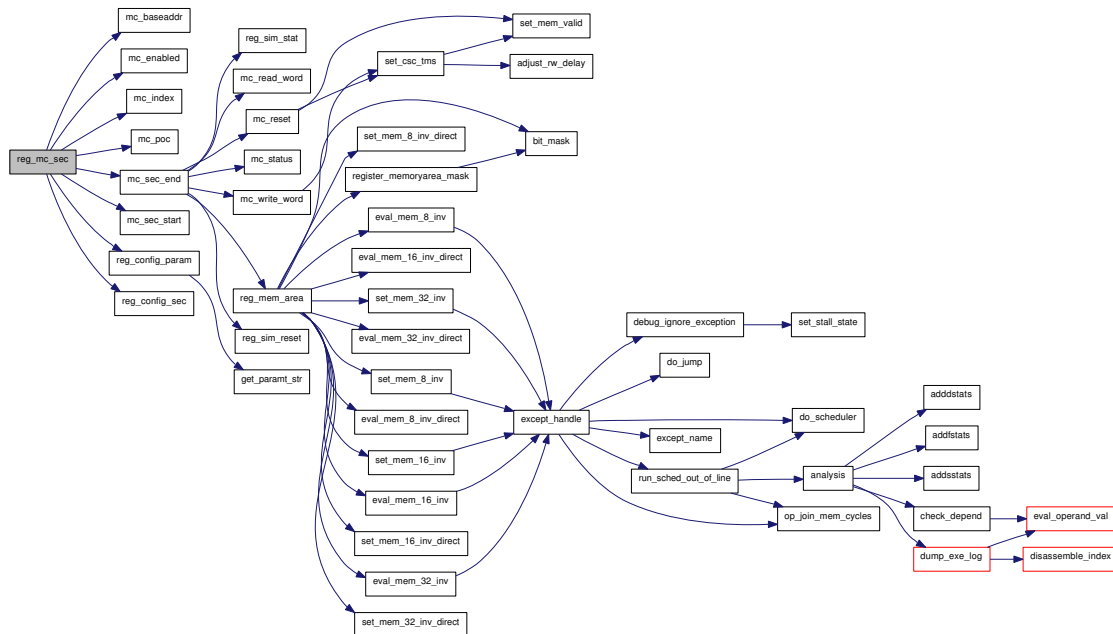 reg_mc_sec
mc_baseaddr
mc_enabled
mc_index
mc_poc
mc_sec_end
mc_sec_start
reg_config_param
reg_config_sec
reg_sim_stat
mc_read_word
mc_reset
mc_status
mc_write_word
reg_mem_area
reg_sim_reset
get_paramt_str
set_csc_tms
set_mem_8_inv_direct
register_memoryarea_mask
eval_mem_8_inv
eval_mem_16_inv_direct
set_mem_32_inv
eval_mem_32_inv_direct
set_mem_8_inv
eval_mem_8_inv_direct
set_mem_16_inv
eval_mem_16_inv
set_mem_16_inv_direct
eval_mem_32_inv
set_mem_32_inv_direct
set_mem_valid
adjust_rw_delay
bit_mask
except_handle
debug_ignore_exception
do_jump
except_name
run_sched_out_of_line
set_stall_state
do_scheduler
analysis
op_join_mem_cycles
adddstats
addfstats
addsstats
check_depend
dump_exe_log
eval_operand_val
disassemble_index